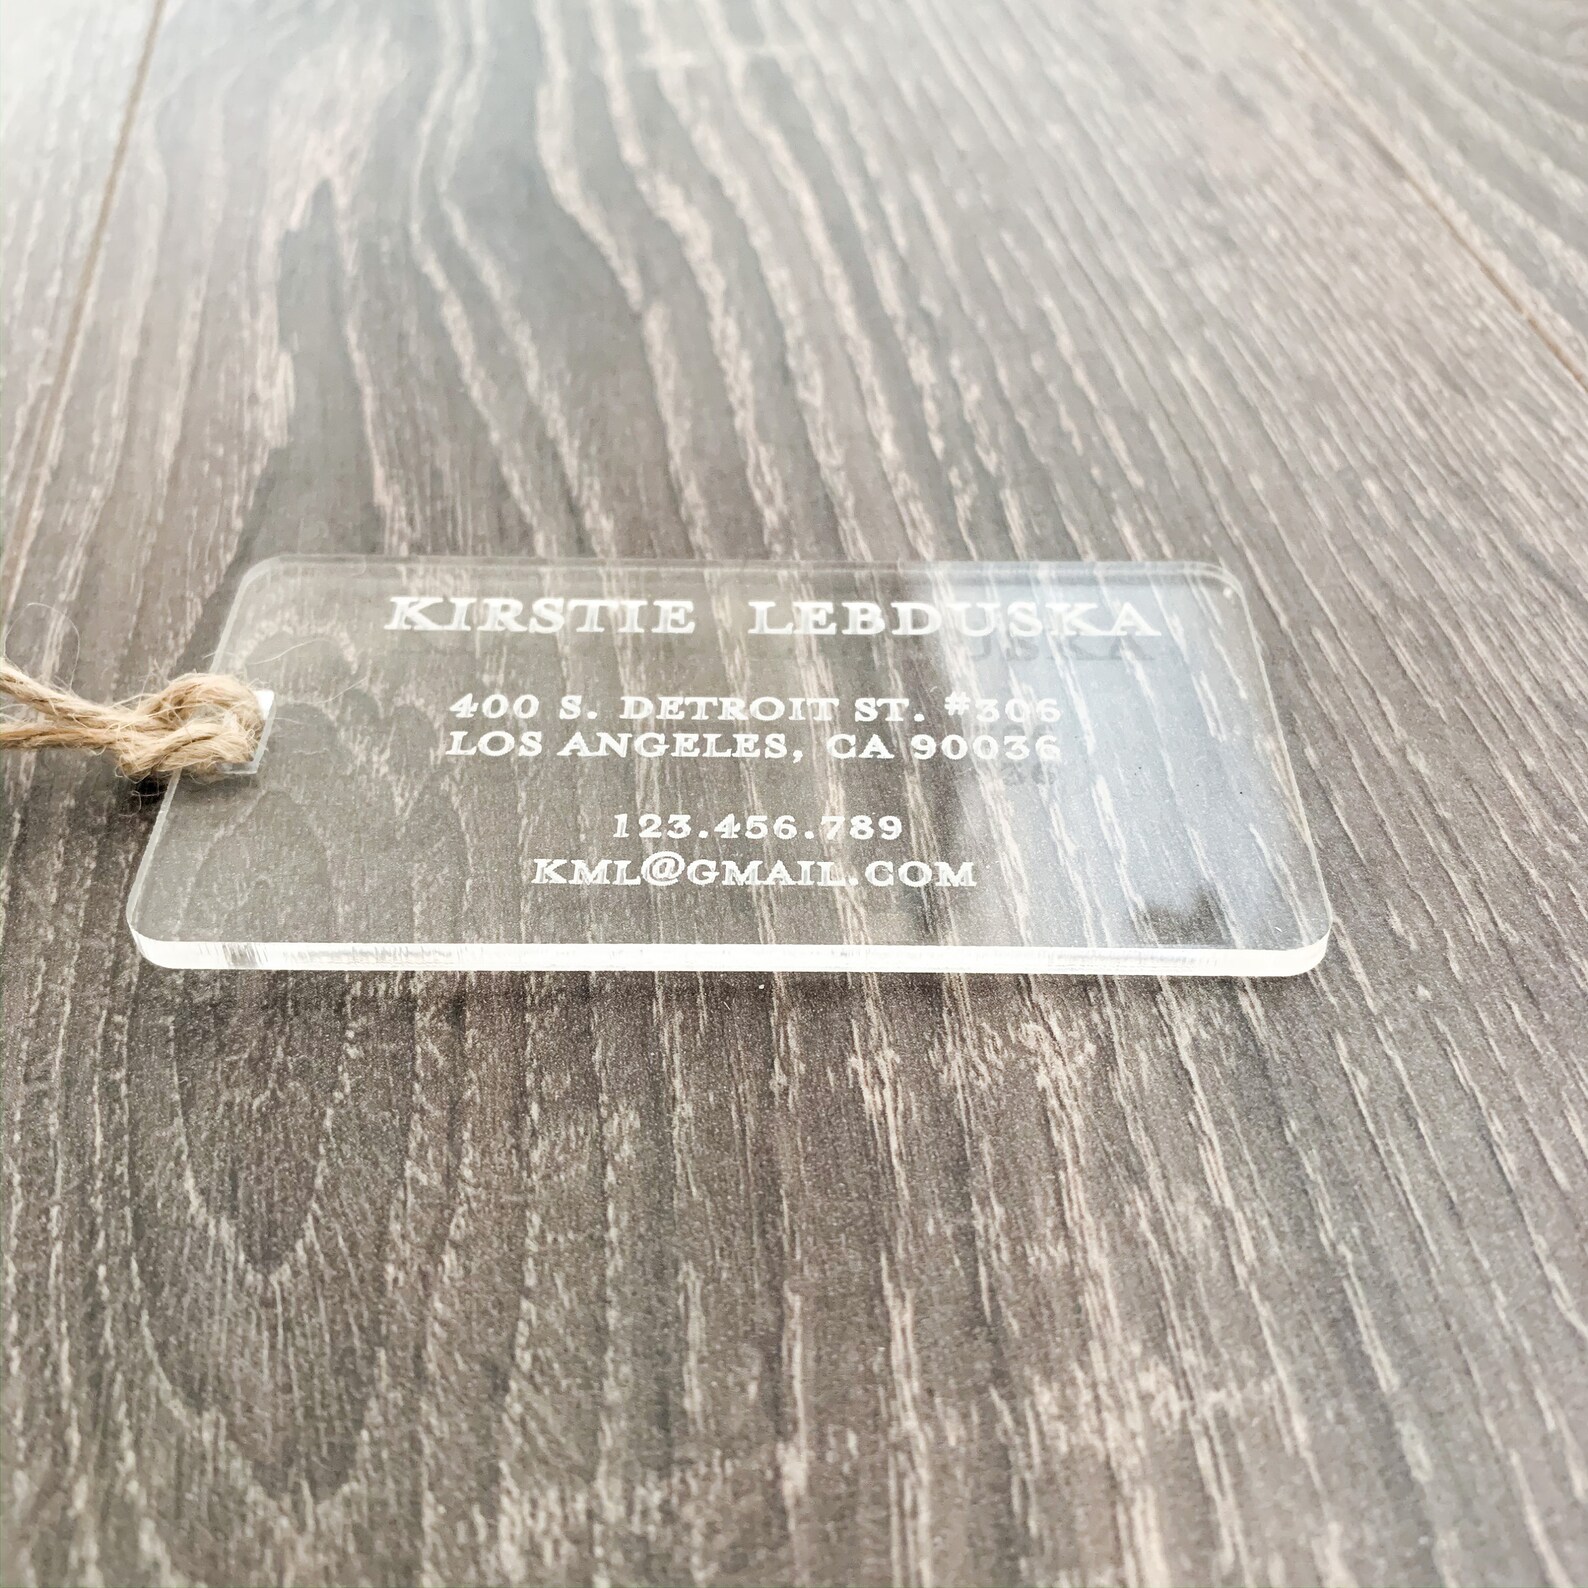 KIRSTIE LEBDUSKA
400 S. DETROIT ST. #306
LOS ANGELES, CA 90036
123.456.789
KML@GMAIL.COM